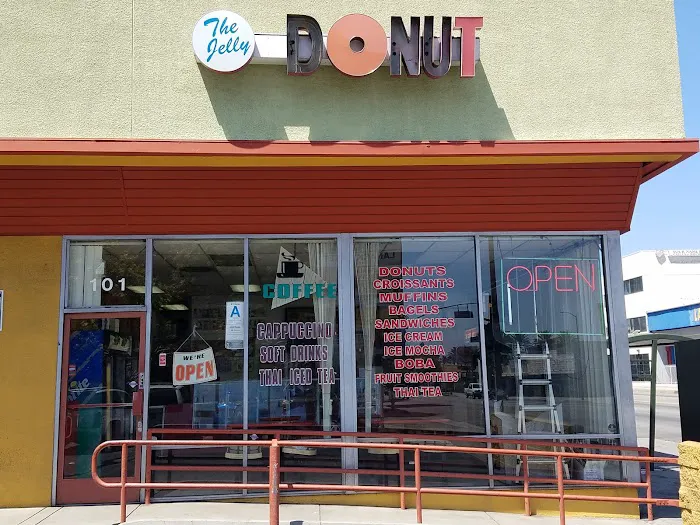 The
Jelly
DONUT
101
WE'RE
OPEN
A
COFFEE
CAPPUCCINO
SOFT DRINKS
THAI ICED TEA
DONUTS
CROISSANTS
MUFFINS
BAGELS
SANDWICHES
ICE CREAM
ICE MOCHA
BOBA
FRUIT SMOOTHIES
THAI TEA
OPEN